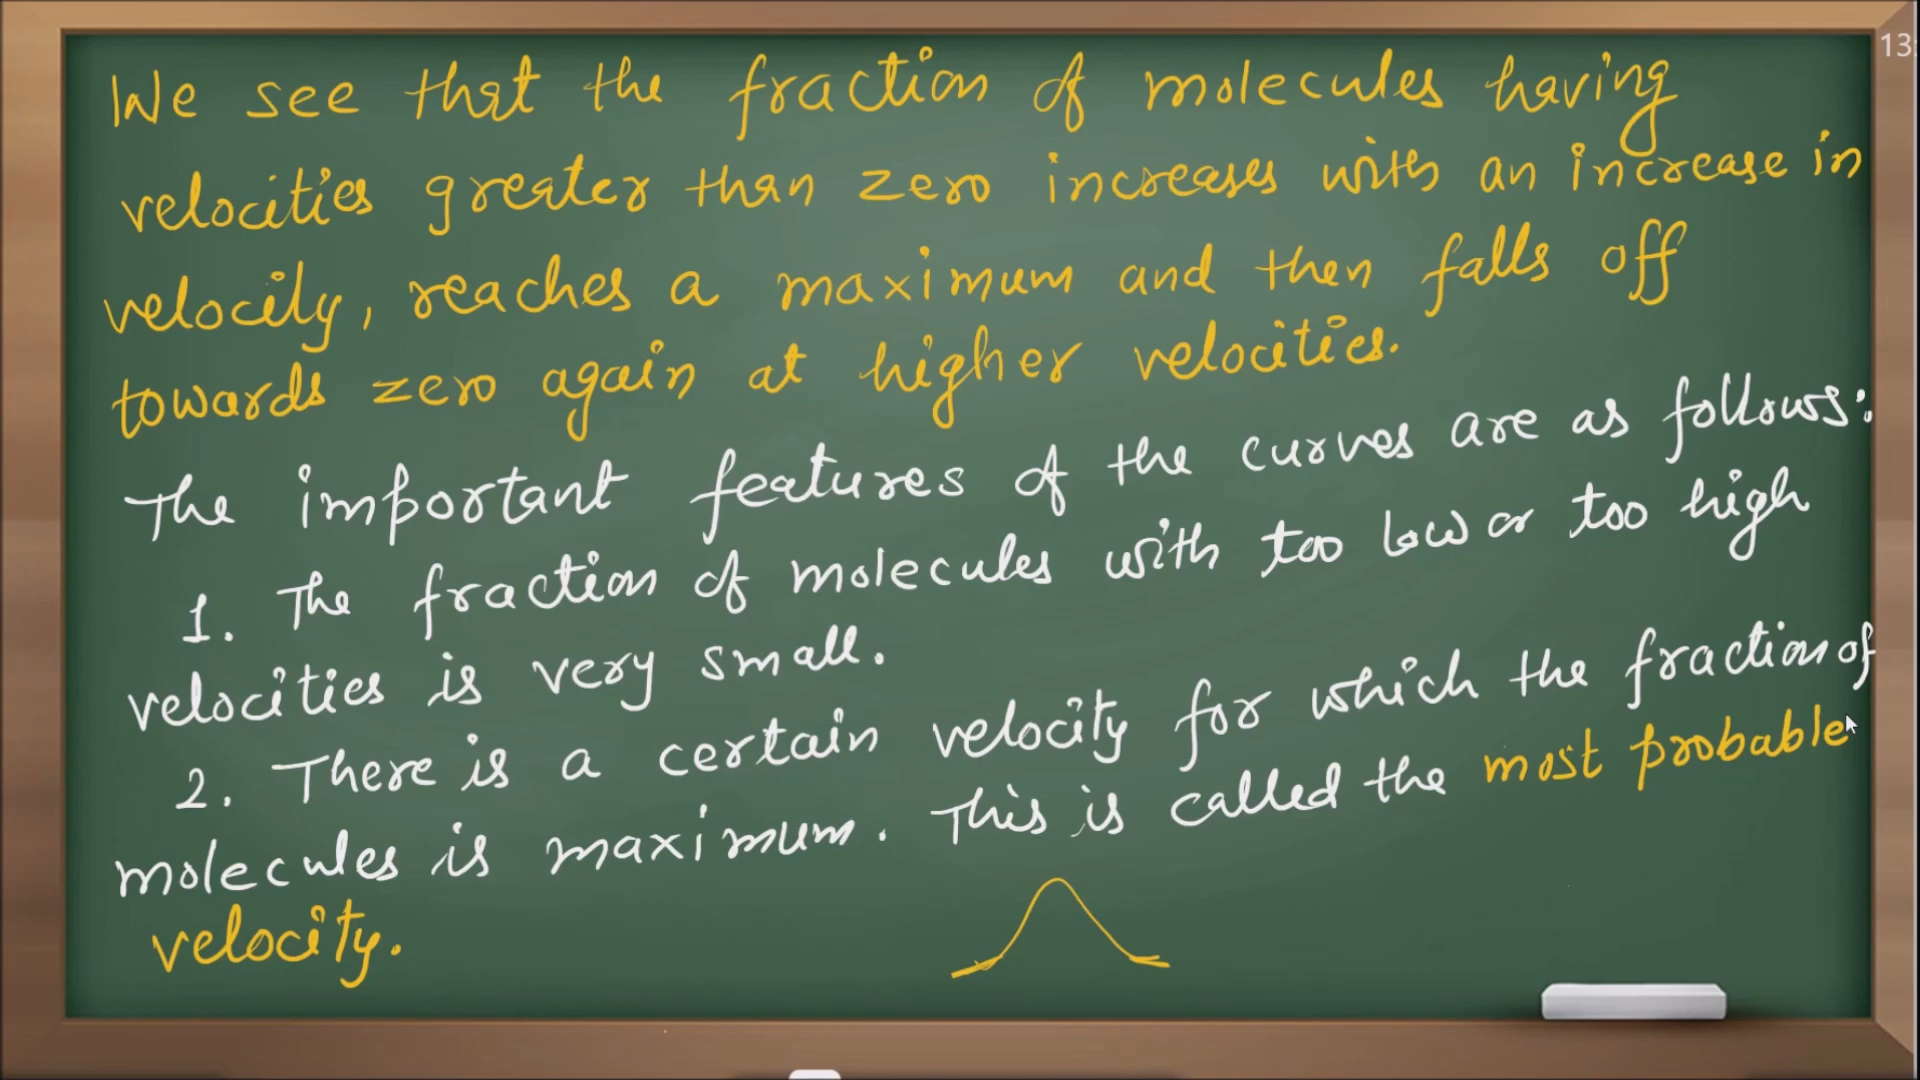 13
We see that the fraction of molecules having
velocities greater than zero increases with an increase in
velocity, reaches a maximum and then falls off
towards zero again at higher velocities.
The important features of the curves are as follows:
1. The fraction of molecules with too low or too high
velocities is very small.
2. There is a certain velocity for which the fraction of
molecules is maximum. This is called the most probable
velocity.